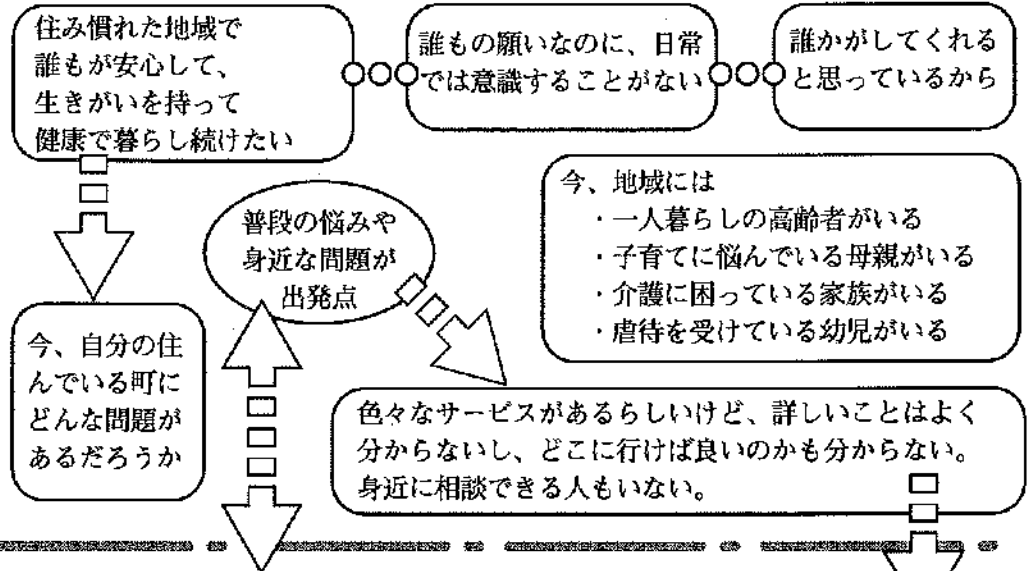 住み慣れた地域で
誰もが安心して、
生きがいを持って
健康で暮らし続けたい
誰もの願いなのに、日常
では意識することがない
誰かがしてくれる
と思っているから
今、地域には
・一人暮らしの高齢者がいる
・子育てに悩んでいる母親がいる
・介護に困っている家族がいる
・虐待を受けている幼児がいる
普段の悩みや
身近な問題が
出発点
今、自分の住
んでいる町に
どんな問題が
あるだろうか
色々なサービスがあるらしいけど、詳しいことはよく
分からないし、どこに行けば良いのかも分からない。
身近に相談できる人もいない。